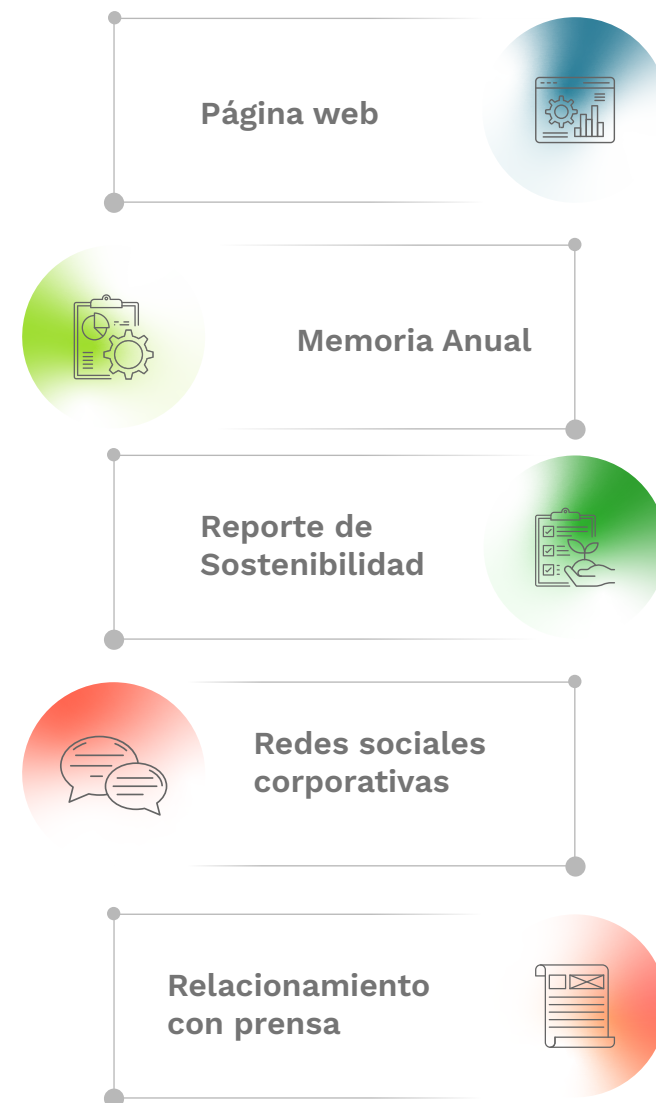 Página web
Memoria Anual
Reporte de
Sostenibilidad
Redes sociales
corporativas
Relacionamiento
con prensa